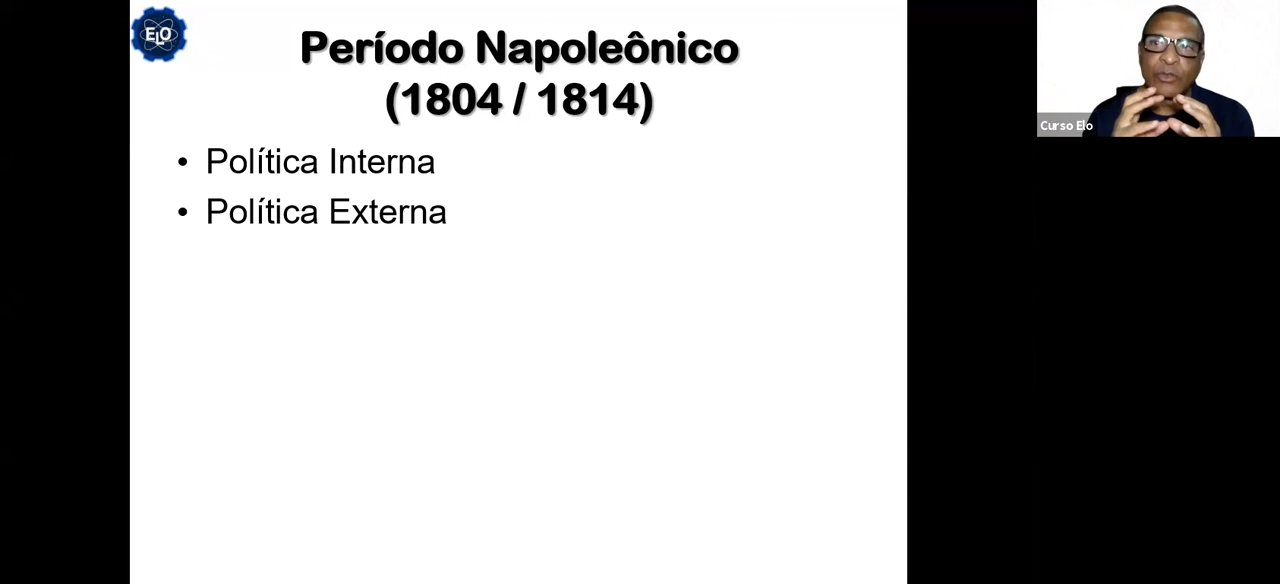 ELO
Período Napoleônico
(1804 / 1814)
• Política Interna
• Política Externa
Curso Elo